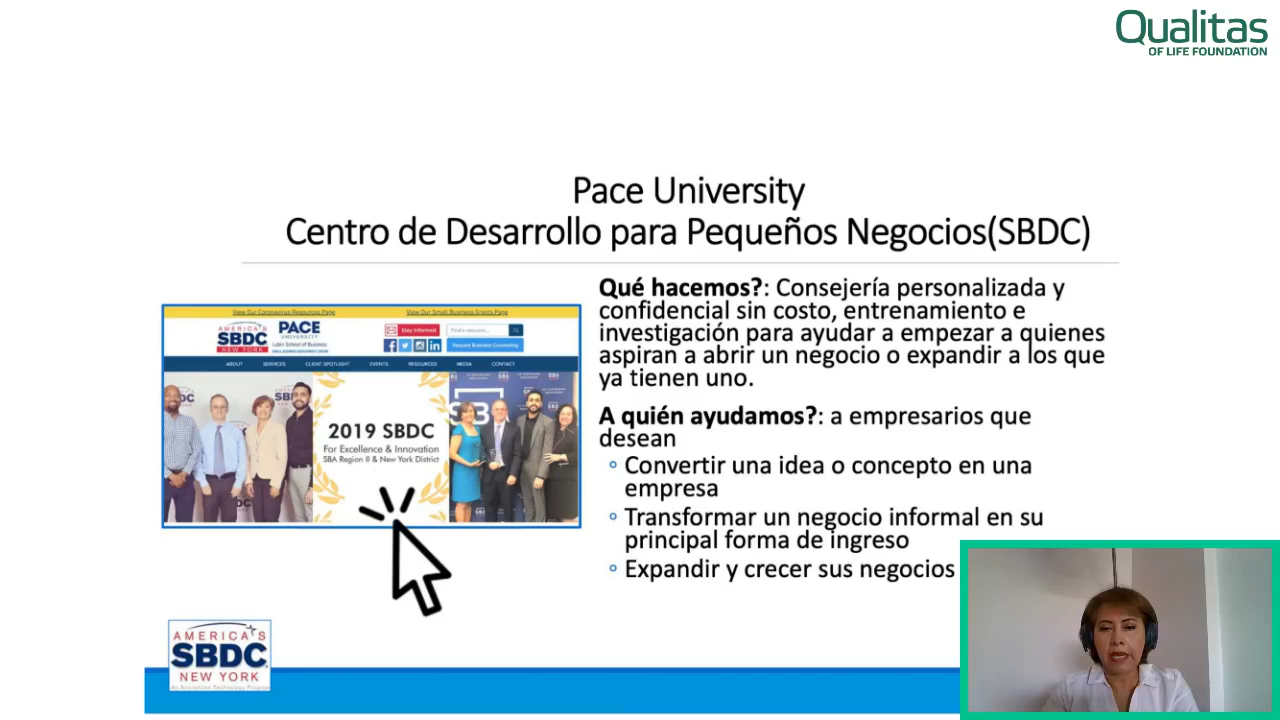 Qualitas
OF LIFE FOUNDATION
Pace University
Centro de Desarrollo para Pequeños Negocios(SBDC)
View Our Coronavirus Resources Page
View Our Small Business Grants Page
AMERICA'S
SBDC
NEW YORK
PACE
UNIVERSITY
Lubin School of Business
Stay Informed
Request Business Counseling
ABOUT
SERVICES
CLIENT SPOTLIGHT
EVENTS
RESOURCES
MEDIA
CONTACT
2019 SBDC
For Excellence & Innovation
SBA Region II & New York District
Qué hacemos?: Consejería personalizada y
confidencial sin costo, entrenamiento e
investigación para ayudar a empezar a quienes
aspiran a abrir un negocio o expandir a los que
ya tienen uno.
A quién ayudamos?: a empresarios que
desean
Convertir una idea o concepto en una
empresa
Transformar un negocio informal en su
principal forma de ingreso
Expandir y crecer sus negocios
AMERICA'S
SBDC
NEW YORK
An Accredited Technology Program